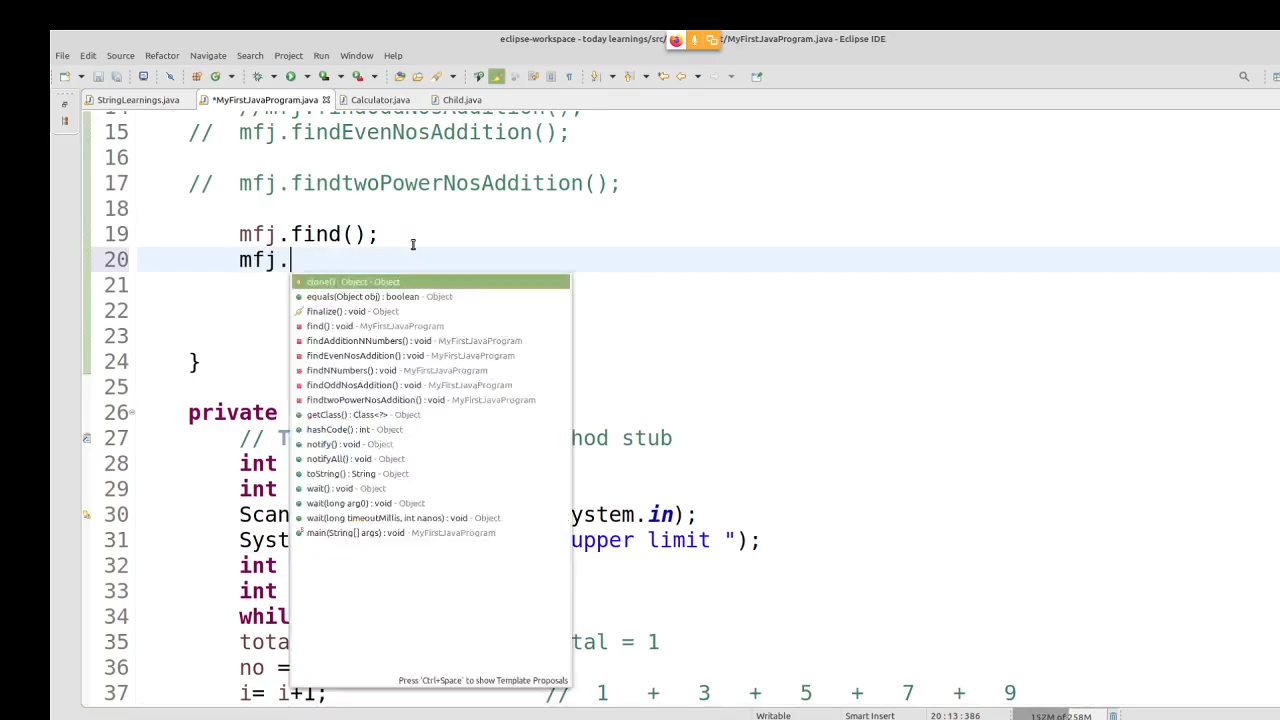 eclipse-workspace - today learnings/src/ t/MyFirstJavaProgram.java - Eclipse IDE
File Edit Source Refactor Navigate Search Project Run Window Help
StringLearnings.java *MyFirstJavaProgram.java Calculator.java Child.java
14 //mfj.findOddNosAddition();
15 // mfj.findEvenNosAddition();
16
17 // mfj.findtwoPowerNosAddition();
18
19 mfj.find();
20 mfj.
clone() : Object - Object
21 equals(Object obj) : boolean - Object
finalize() : void - Object
22 find() : void - MyFirstJavaProgram
23 findAdditionNNumbers() : void - MyFirstJavaProgram
24 } findEvenNosAddition() : void - MyFirstJavaProgram
findNNumbers() : void - MyFirstJavaProgram
25 findOddNosAddition() : void - MyFirstJavaProgram
findtwoPowerNosAddition() : void - MyFirstJavaProgram
26 private getClass() : Class<?> - Object
hashCode() : int - Object
27 // T hod stub
notify() : void - Object
28 int notifyAll() : void - Object
toString() : String - Object
29 int wait() : void - Object
wait(long arg0) : void - Object
30 Scan ystem.in);
wait(long timeoutMillis, int nanos) : void - Object
31 Syst upper limit ");
main(String[] args) : void - MyFirstJavaProgram
32 int
33 int
34 whil
35 tota tal = 1
36 no =
Press 'Ctrl+Space' to show Template Proposals
37 i= i+1; // 1 + 3 + 5 + 7 + 9
Writable Smart Insert 20 : 13 : 386 152M of 258M